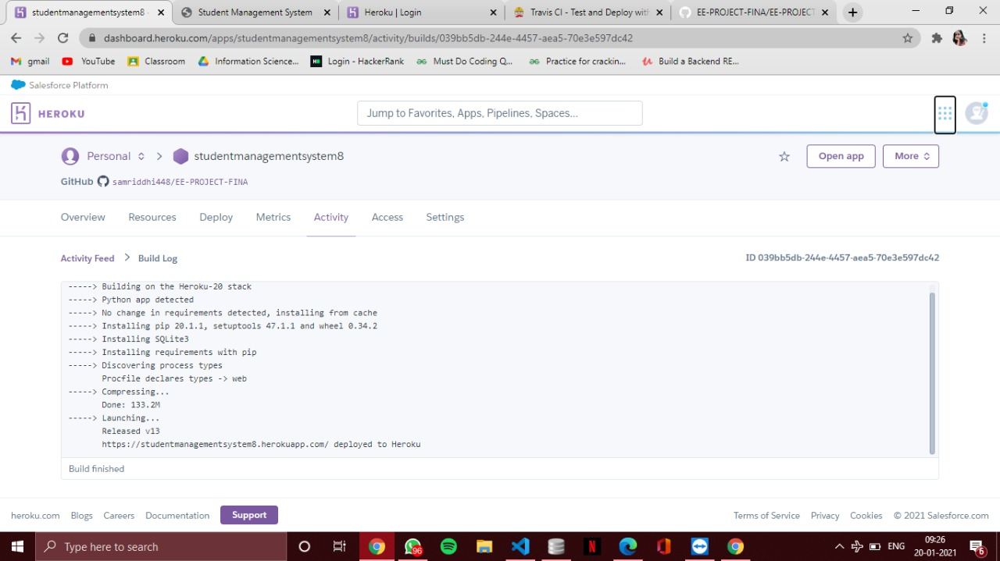 studentmanagementsystem8
Student Management System
Heroku | Login
Travis CI - Test and Deploy with
EE-PROJECT-FINA/EE-PROJECT
dashboard.heroku.com/apps/studentmanagementsystem8/activity/builds/039bb5db-244e-4457-aea5-70e3e597dc42
gmail YouTube Classroom Information Science... Login - HackerRank Must Do Coding Q... Practice for crackin... Build a Backend RE...
Salesforce Platform
HEROKU
Jump to Favorites, Apps, Pipelines, Spaces...
Personal studentmanagementsystem8
Open app More
GitHub samriddhi448/EE-PROJECT-FINA
Overview Resources Deploy Metrics Activity Access Settings
Activity Feed > Build Log ID 039bb5db-244e-4457-aea5-70e3e597dc42
-----> Building on the Heroku-20 stack
-----> Python app detected
-----> No change in requirements detected, installing from cache
-----> Installing pip 20.1.1, setuptools 47.1.1 and wheel 0.34.2
-----> Installing SQLite3
-----> Installing requirements with pip
-----> Discovering process types
Procfile declares types -> web
-----> Compressing...
Done: 133.2M
-----> Launching...
Released v13
https://studentmanagementsystem8.herokuapp.com/ deployed to Heroku
Build finished
heroku.com Blogs Careers Documentation Support Terms of Service Privacy Cookies © 2021 Salesforce.com
Type here to search
96
ENG
09:26
20-01-2021
6